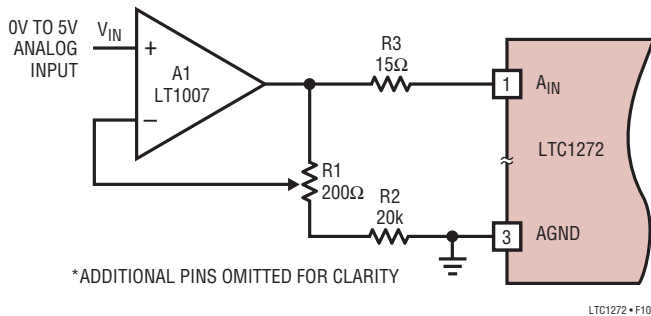 0V TO 5V
ANALOG
INPUT
V_IN
+
–
A1
LT1007
R3
15Ω
1
A_IN
LTC1272
R1
200Ω
R2
20k
3
AGND
*ADDITIONAL PINS OMITTED FOR CLARITY
LTC1272 • F10